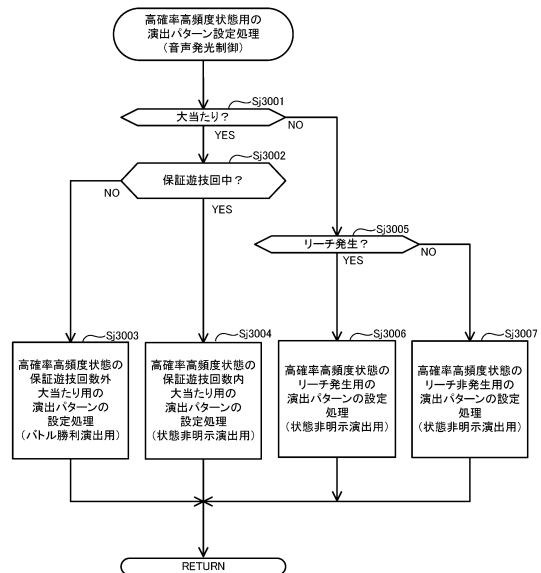 高確率高頻度状態用の
演出パターン設定処理
（音声発光制御）
Sj3001
大当たり？
NO
YES
Sj3002
保証遊技回中？
NO
YES
Sj3005
リーチ発生？
YES
NO
Sj3003
高確率高頻度状態の
保証遊技回数外
大当たり用の
演出パターンの
設定処理
（バトル勝利演出用）
Sj3004
高確率高頻度状態の
保証遊技回数内
大当たり用の
演出パターンの
設定処理
（状態非明示演出用）
Sj3006
高確率高頻度状態の
リーチ発生用の
演出パターンの設定
処理
（状態非明示演出用）
Sj3007
高確率高頻度状態の
リーチ非発生用の
演出パターンの設定
処理
（状態非明示演出用）
RETURN